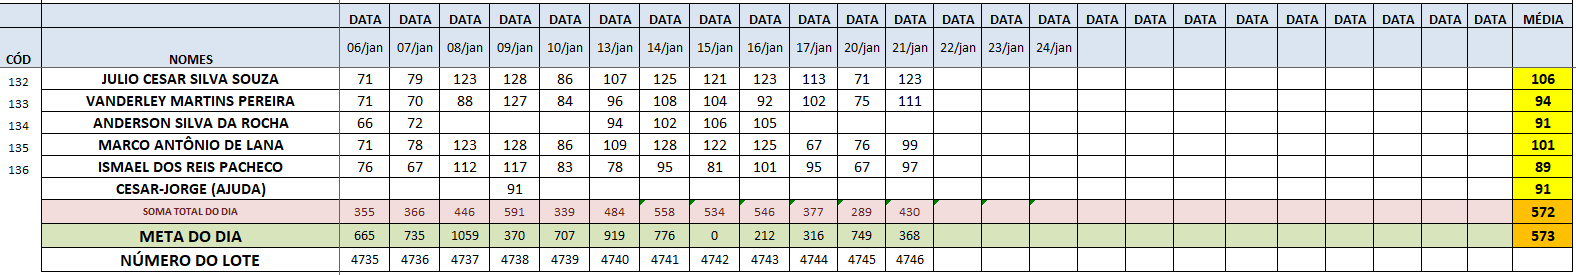 DATA DATA DATA DATA DATA DATA DATA DATA DATA DATA DATA DATA DATA DATA DATA DATA DATA DATA DATA DATA DATA DATA DATA MÉDIA
CÓD NOMES 06/jan 07/jan 08/jan 09/jan 10/jan 13/jan 14/jan 15/jan 16/jan 17/jan 20/jan 21/jan 22/jan 23/jan 24/jan
132 JULIO CESAR SILVA SOUZA 71 79 123 128 86 107 125 121 123 113 71 123 106
133 VANDERLEY MARTINS PEREIRA 71 70 88 127 84 96 108 104 92 102 75 111 94
134 ANDERSON SILVA DA ROCHA 66 72 94 102 106 105 91
135 MARCO ANTÔNIO DE LANA 71 78 123 128 86 109 128 122 125 67 76 99 101
136 ISMAEL DOS REIS PACHECO 76 67 112 117 83 78 95 81 101 95 67 97 89
CESAR-JORGE (AJUDA) 91 91
SOMA TOTAL DO DIA 355 366 446 591 339 484 558 534 546 377 289 430 572
META DO DIA 665 735 1059 370 707 919 776 0 212 316 749 368 573
NÚMERO DO LOTE 4735 4736 4737 4738 4739 4740 4741 4742 4743 4744 4745 4746